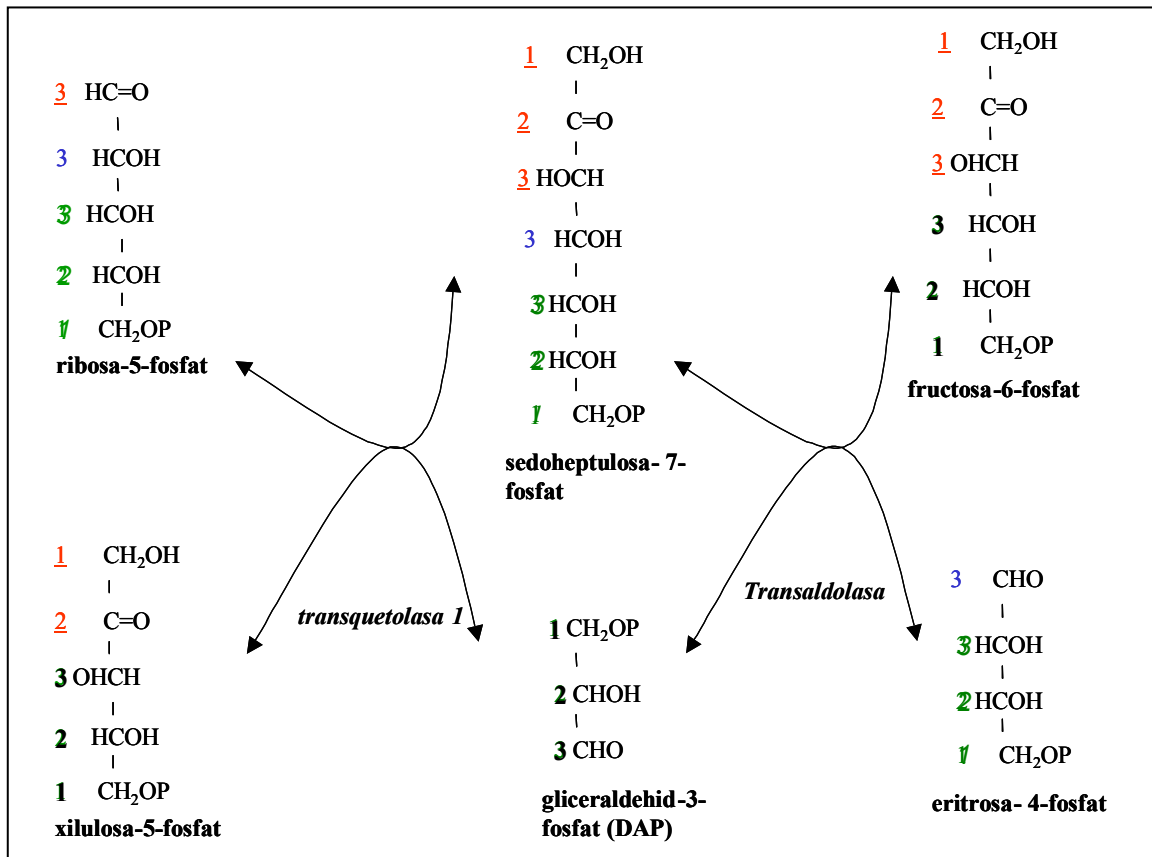 3 HC=O
3 HCOH
3 HCOH
2 HCOH
1 CH₂OP
ribosa-5-fosfat
1 CH₂OH
2 C=O
3 HOCH
3 HCOH
3 HCOH
2 HCOH
1 CH₂OP
sedoheptulosa- 7-
fosfat
1 CH₂OH
2 C=O
3 OHCH
3 HCOH
2 HCOH
1 CH₂OP
fructosa-6-fosfat
1 CH₂OH
2 C=O
3 OHCH
2 HCOH
1 CH₂OP
xilulosa-5-fosfat
transquetolasa 1
1 CH₂OP
2 CHOH
3 CHO
gliceraldehid-3-
fosfat (DAP)
Transaldolasa
3 CHO
3 HCOH
2 HCOH
1 CH₂OP
eritrosa- 4-fosfat